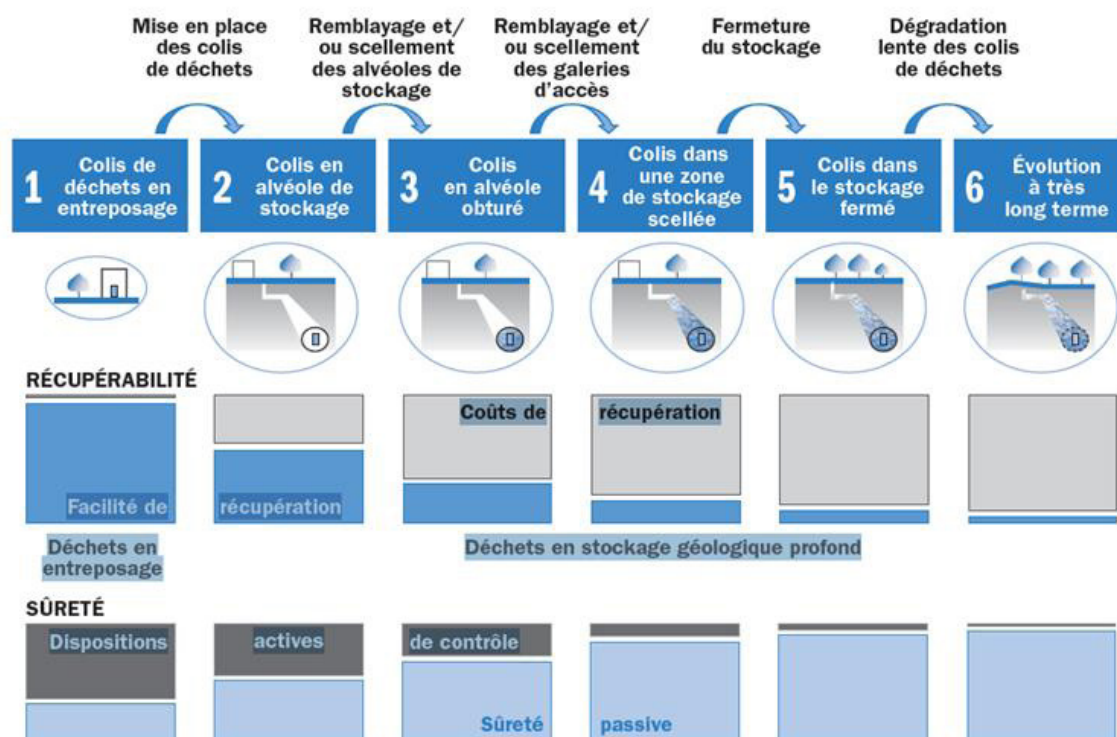 Mise en place
des colis
de déchets
Remblayage et/
ou scellement
des alvéoles de
stockage
Remblayage et/
ou scellement
des galeries
d'accès
Fermeture
du stockage
Dégradation
lente des colis
de déchets
1 Colis de
déchets en
entreposage
2 Colis en
alvéole de
stockage
3 Colis
en alvéole
obturé
4 Colis dans
une zone
de stockage
scellée
5 Colis dans
le stockage
fermé
6 Évolution
à très
long terme
RÉCUPÉRABILITÉ
Coûts de récupération
Facilité de récupération
Déchets en
entreposage
Déchets en stockage géologique profond
SÛRETÉ
Dispositions actives de contrôle
Sûreté passive